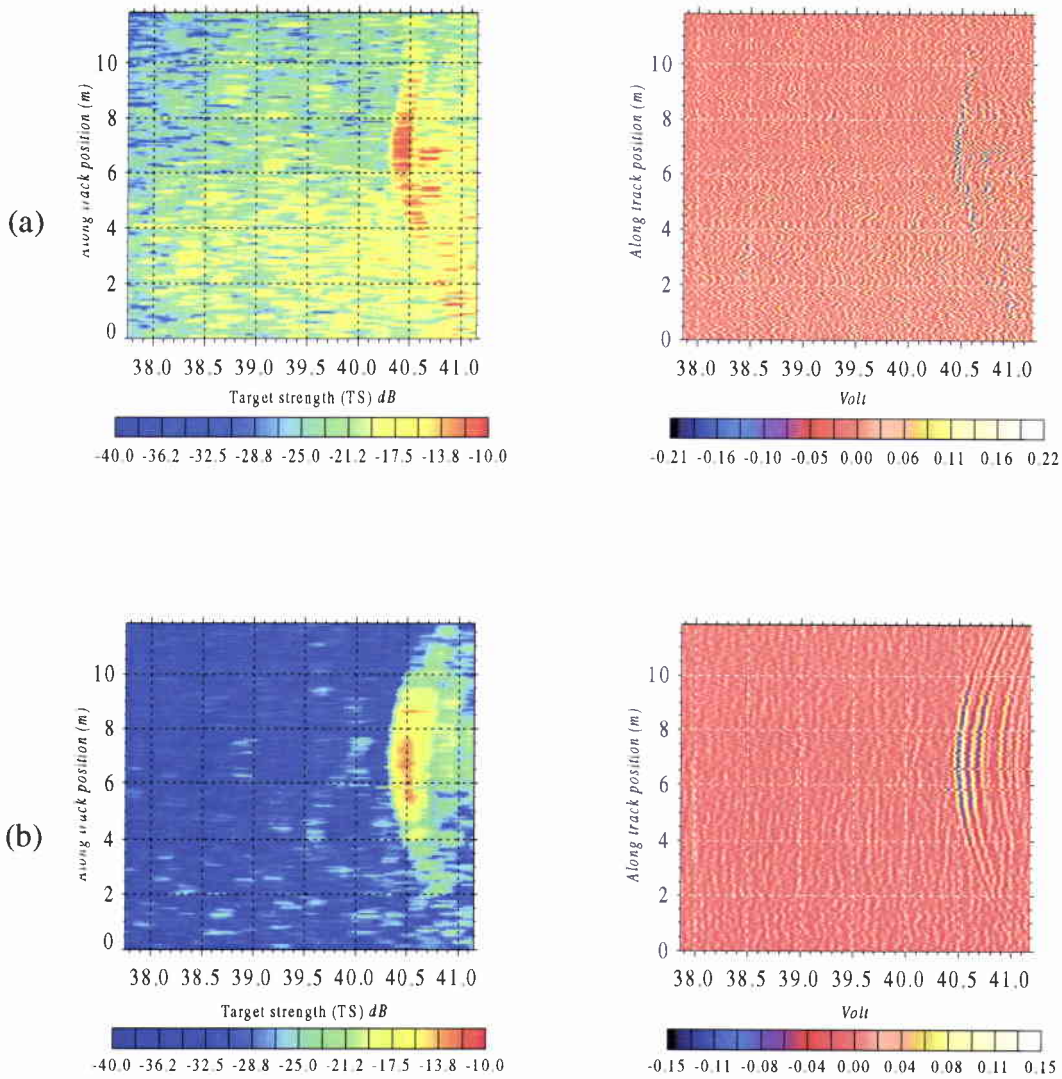 (a)
Along track position (m)
10
8
6
4
2
0
38.0 38.5 39.0 39.5 40.0 40.5 41.0
Target strength (TS) dB
-40.0 -36.2 -32.5 -28.8 -25.0 -21.2 -17.5 -13.8 -10.0
Along track position (m)
10
8
6
4
2
0
38.0 38.5 39.0 39.5 40.0 40.5 41.0
Volt
-0.21 -0.16 -0.10 -0.05 0.00 0.06 0.11 0.16 0.22
(b)
Along track position (m)
10
8
6
4
2
0
38.0 38.5 39.0 39.5 40.0 40.5 41.0
Target strength (TS) dB
-40.0 -36.2 -32.5 -28.8 -25.0 -21.2 -17.5 -13.8 -10.0
Along track position (m)
10
8
6
4
2
0
38.0 38.5 39.0 39.5 40.0 40.5 41.0
Volt
-0.15 -0.11 -0.08 -0.04 0.00 0.04 0.08 0.11 0.15